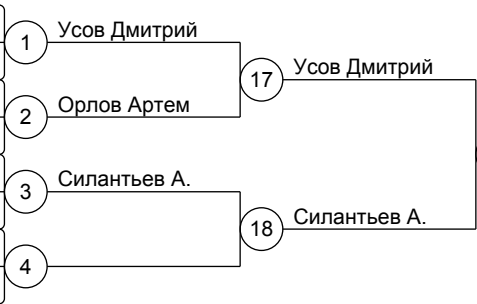 1 Усов Дмитрий
17 Усов Дмитрий
2 Орлов Артем
3 Силантьев А.
18 Силантьев А.
4